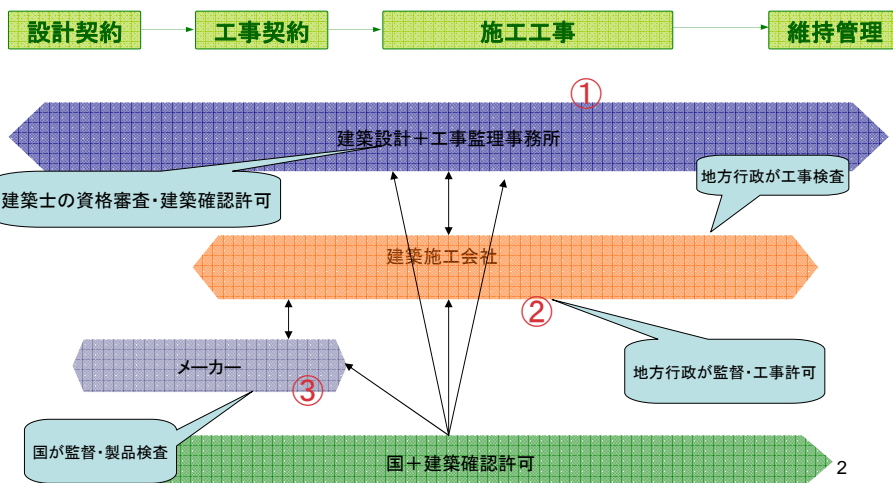 設計契約
工事契約
施工工事
維持管理
①
建築設計＋工事監理事務所
地方行政が工事検査
建築士の資格審査・建築確認許可
建築施工会社
②
メーカー
③
地方行政が監督・工事許可
国が監督・製品検査
国＋建築確認許可
2